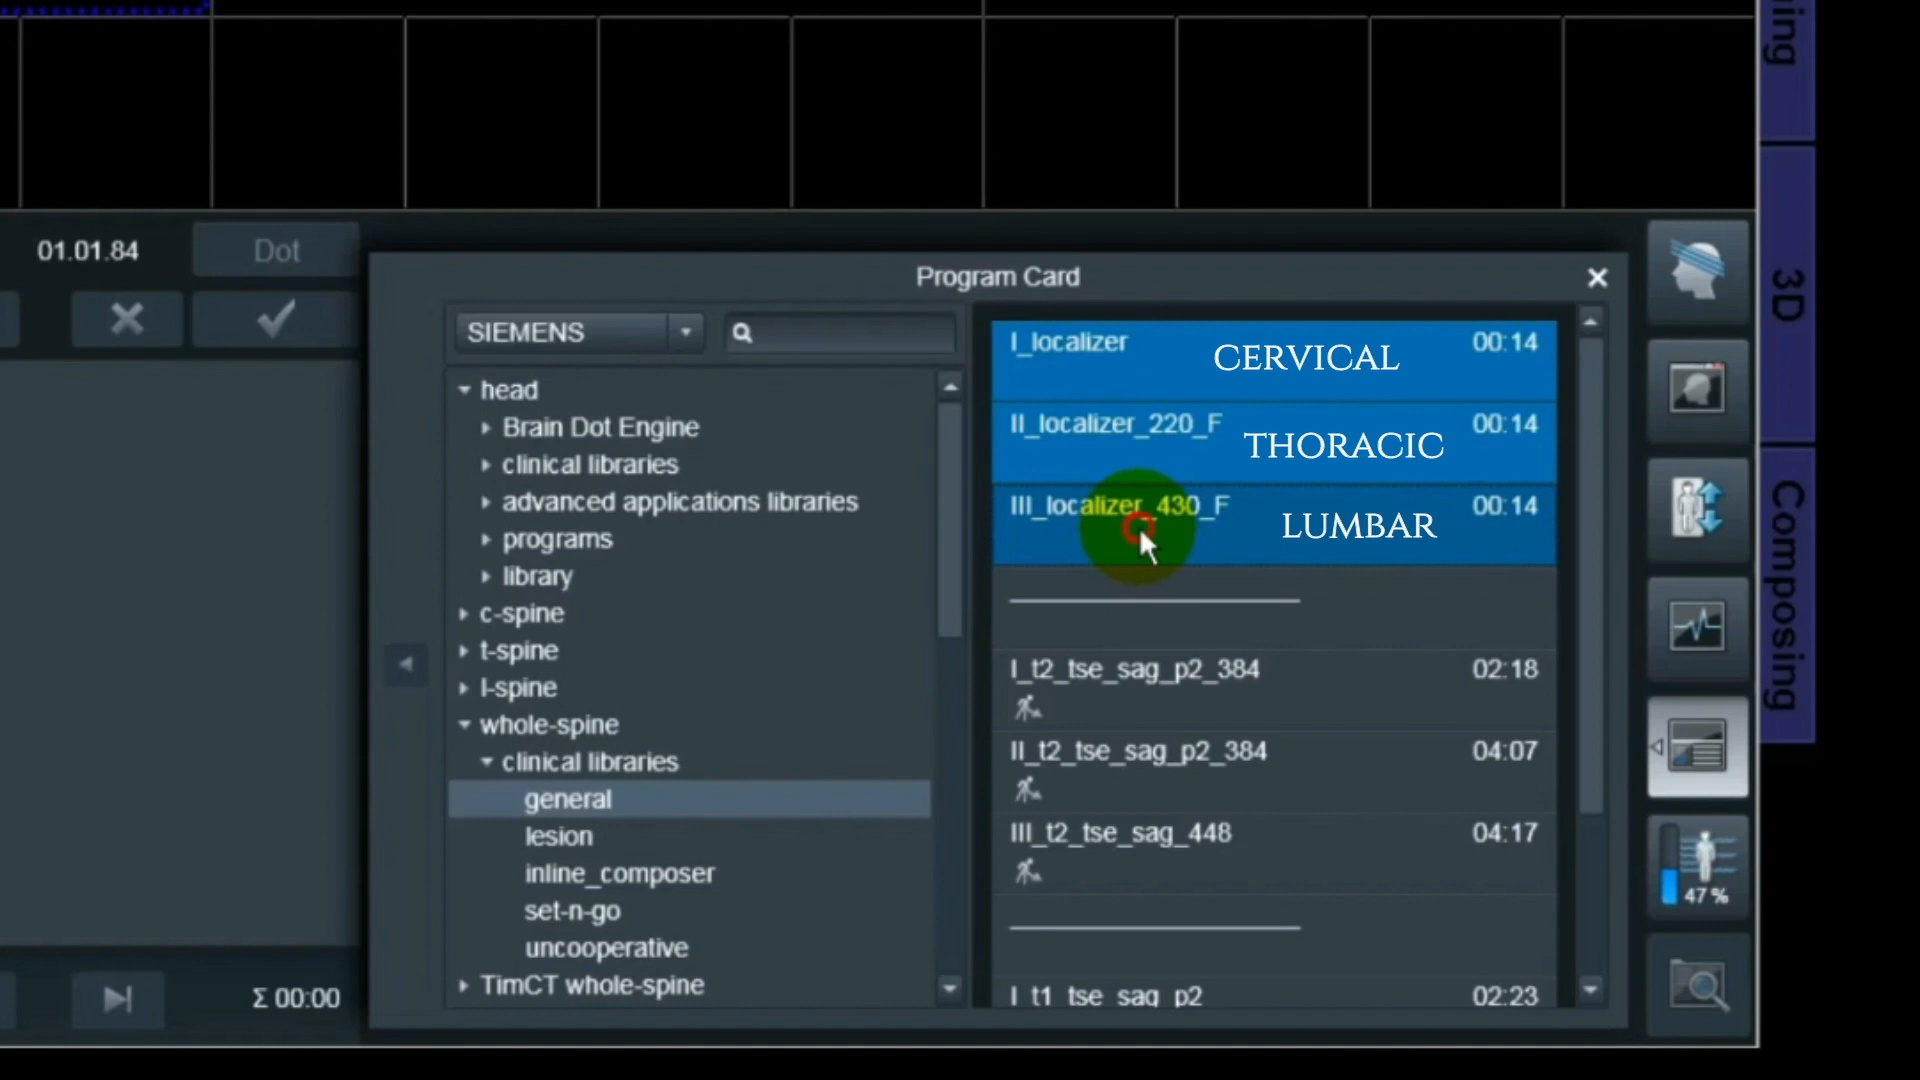 ing
01.01.84
Dot
Program Card
SIEMENS
head
Brain Dot Engine
clinical libraries
advanced applications libraries
programs
library
c-spine
t-spine
l-spine
whole-spine
clinical libraries
general
lesion
inline_composer
set-n-go
uncooperative
TimCT whole-spine
I_localizer 00:14
CERVICAL
II_localizer_220_F 00:14
THORACIC
III_localizer_430_F 00:14
LUMBAR
I_t2_tse_sag_p2_384 02:18
II_t2_tse_sag_p2_384 04:07
III_t2_tse_sag_448 04:17
I_t1_tse_sag_p2 02:23
Σ 00:00
47 %
3D
Composing